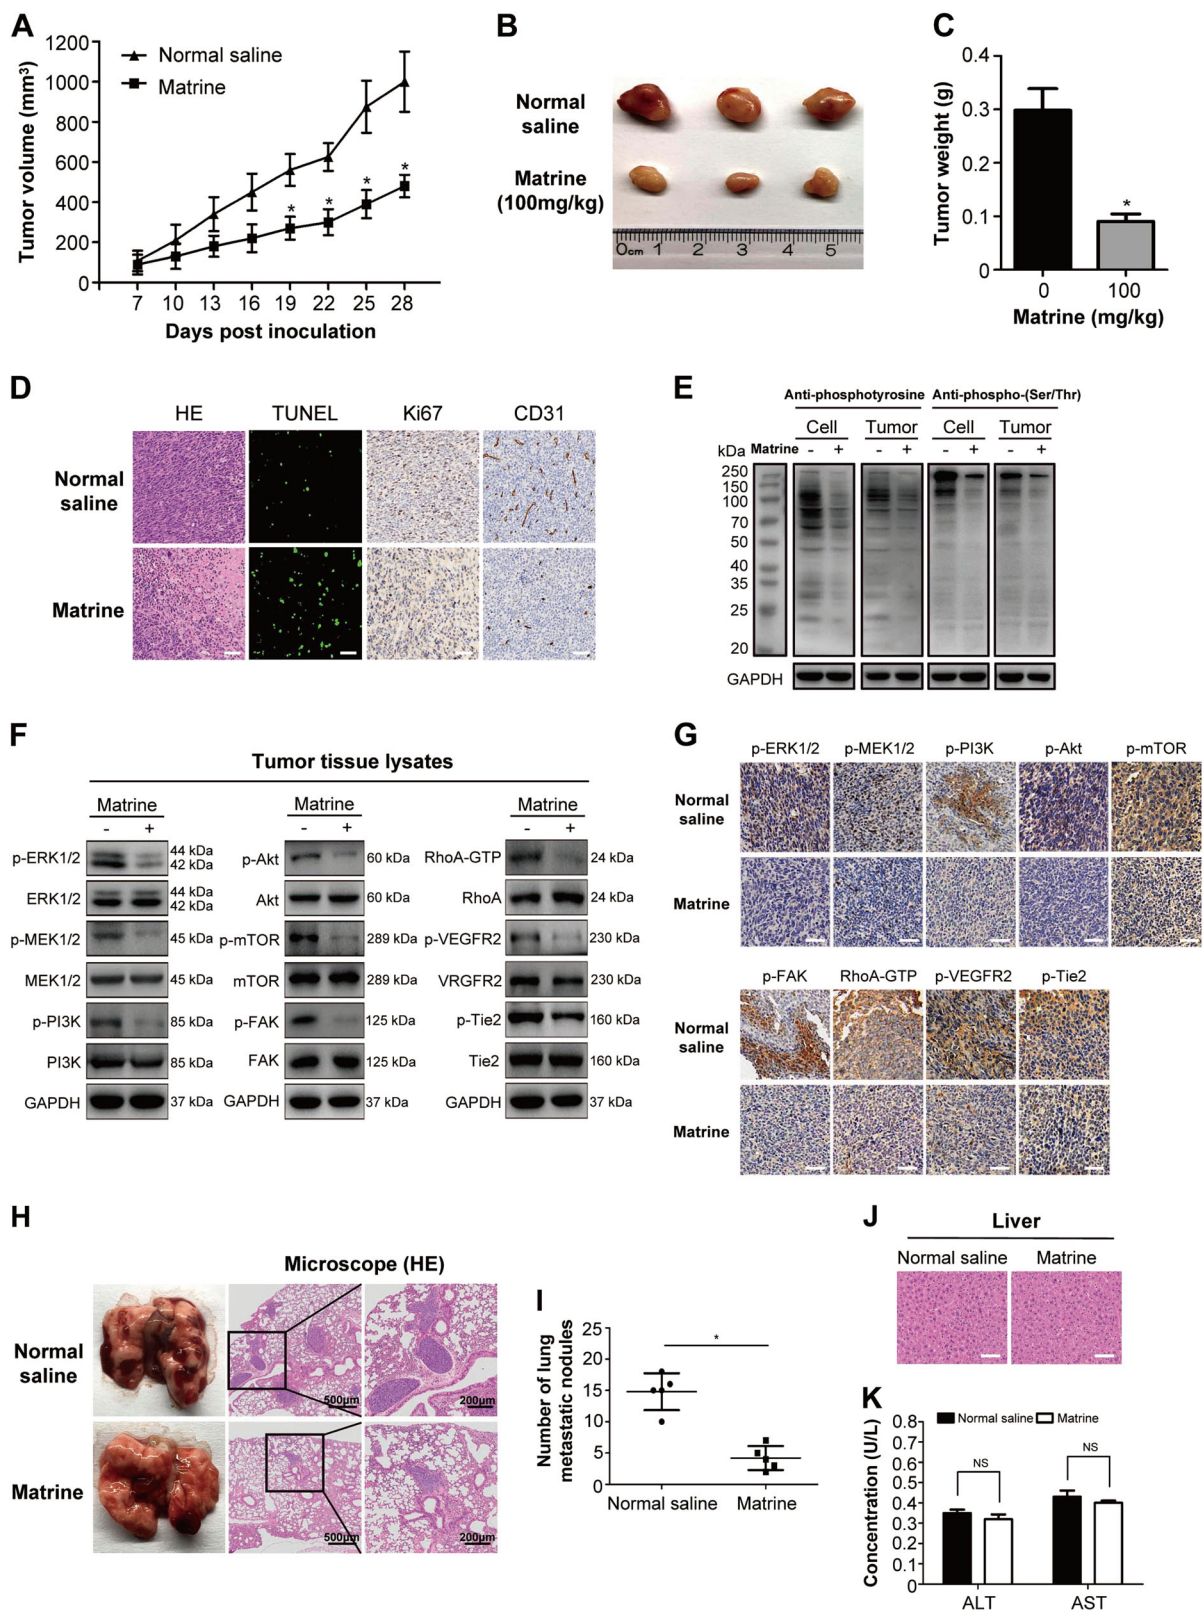 A
1200
1000
800
600
400
200
0
Tumor volume (mm³)
Normal saline
Matrine
*
*
*
*
7 10 13 16 19 22 25 28
Days post inoculation
B
Normal
saline
Matrine
(100mg/kg)
0cm 1 2 3 4 5
C
Tumor weight (g)
0.4
0.3
0.2
0.1
0
*
0 100
Matrine (mg/kg)
D
HE TUNEL Ki67 CD31
Normal
saline
Matrine
E
Anti-phosphotyrosine Anti-phospho-(Ser/Thr)
Cell Tumor Cell Tumor
kDa Matrine - + - + - + - +
250
150
100
70
50
40
35
25
20
GAPDH
F
Tumor tissue lysates
Matrine Matrine Matrine
- + - + - +
p-ERK1/2 44 kDa 42 kDa p-Akt 60 kDa RhoA-GTP 24 kDa
ERK1/2 44 kDa 42 kDa Akt 60 kDa RhoA 24 kDa
p-MEK1/2 45 kDa p-mTOR 289 kDa p-VEGFR2 230 kDa
MEK1/2 45 kDa mTOR 289 kDa VRGFR2 230 kDa
p-PI3K 85 kDa p-FAK 125 kDa p-Tie2 160 kDa
PI3K 85 kDa FAK 125 kDa Tie2 160 kDa
GAPDH 37 kDa GAPDH 37 kDa GAPDH 37 kDa
G
p-ERK1/2 p-MEK1/2 p-PI3K p-Akt p-mTOR
Normal
saline
Matrine
p-FAK RhoA-GTP p-VEGFR2 p-Tie2
Normal
saline
Matrine
H
Microscope (HE)
Normal
saline
500µm 200µm
Matrine
500µm 200µm
I
Number of lung
metastatic nodules
25
20
15
10
5
0
*
Normal saline Matrine
J
Liver
Normal saline Matrine
K
Concentration (U/L)
0.8
0.7
0.6
0.5
0.4
0.3
0.2
0.1
0
Normal saline Matrine
NS
NS
ALT AST